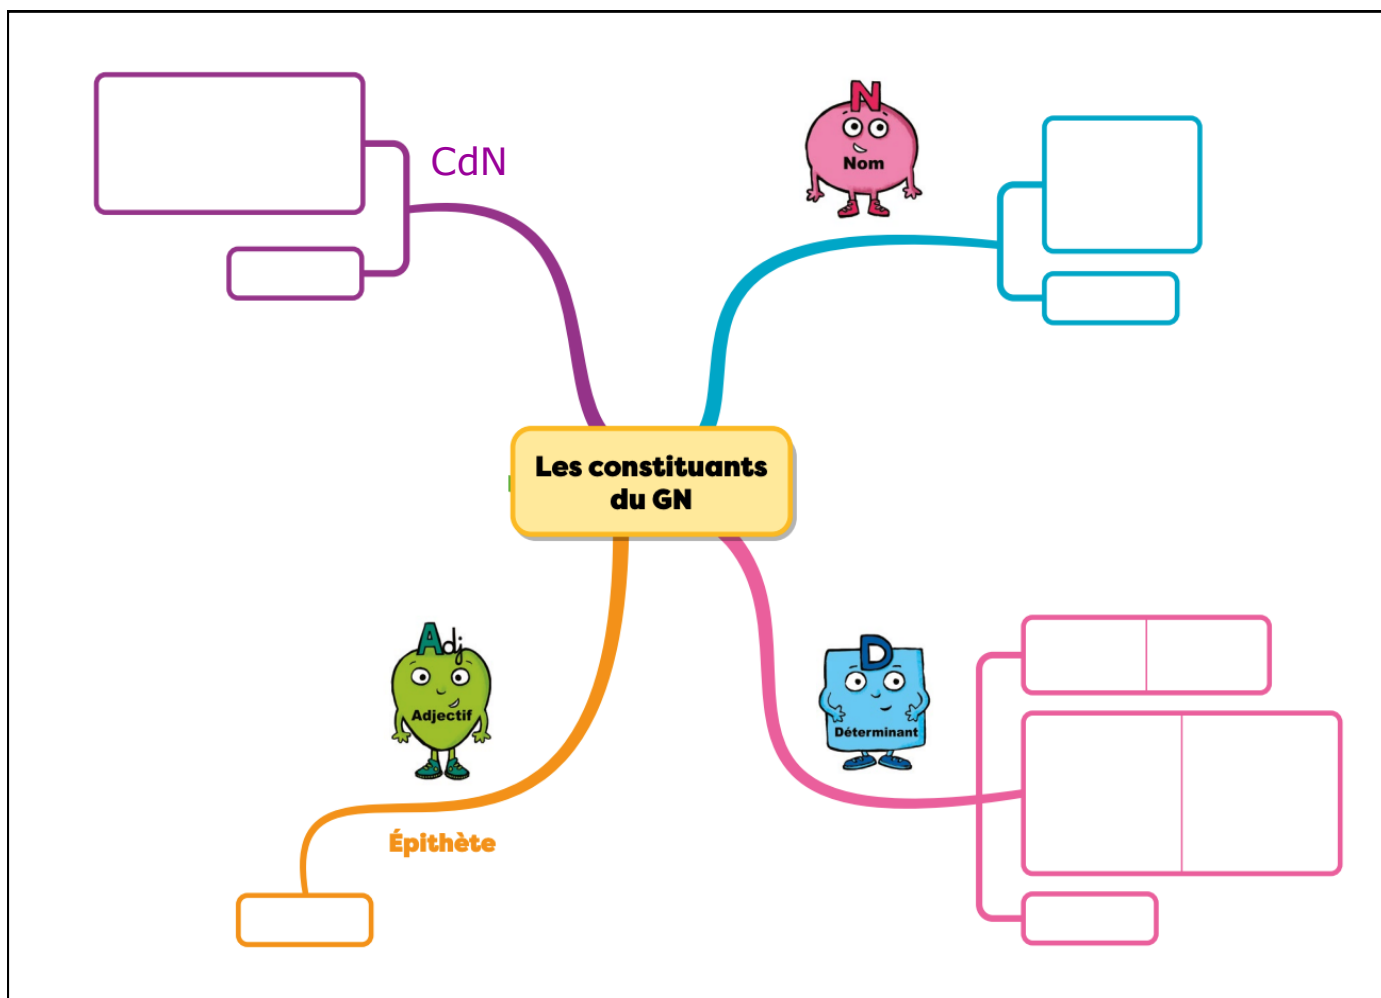 CdN
N
Nom
Les constituants
du GN
Adj
Adjectif
Épithète
D
Déterminant